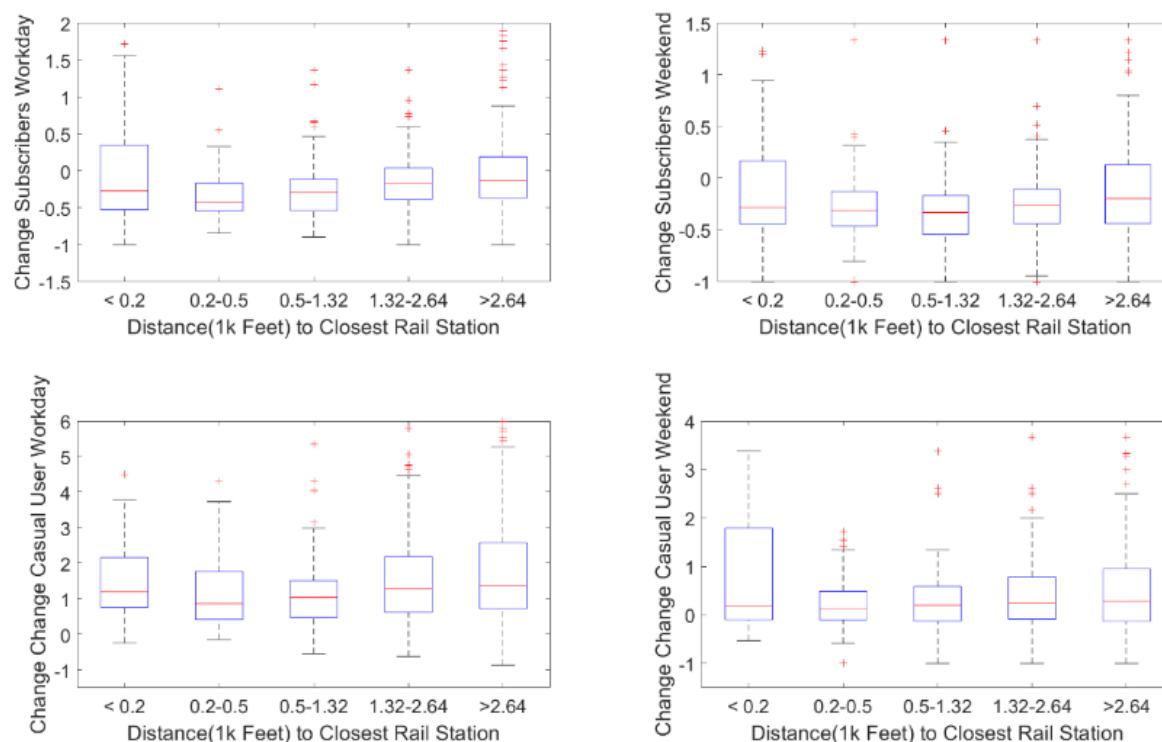 Change Subscribers Workday
2
1.5
1
0.5
0
-0.5
-1
-1.5
< 0.2 0.2-0.5 0.5-1.32 1.32-2.64 >2.64
Distance(1k Feet) to Closest Rail Station
Change Subscribers Weekend
1.5
1
0.5
0
-0.5
-1
< 0.2 0.2-0.5 0.5-1.32 1.32-2.64 >2.64
Distance(1k Feet) to Closest Rail Station
Change Change Casual User Workday
6
5
4
3
2
1
0
-1
< 0.2 0.2-0.5 0.5-1.32 1.32-2.64 >2.64
Distance(1k Feet) to Closest Rail Station
Change Change Casual User Weekend
4
3
2
1
0
-1
< 0.2 0.2-0.5 0.5-1.32 1.32-2.64 >2.64
Distance(1k Feet) to Closest Rail Station